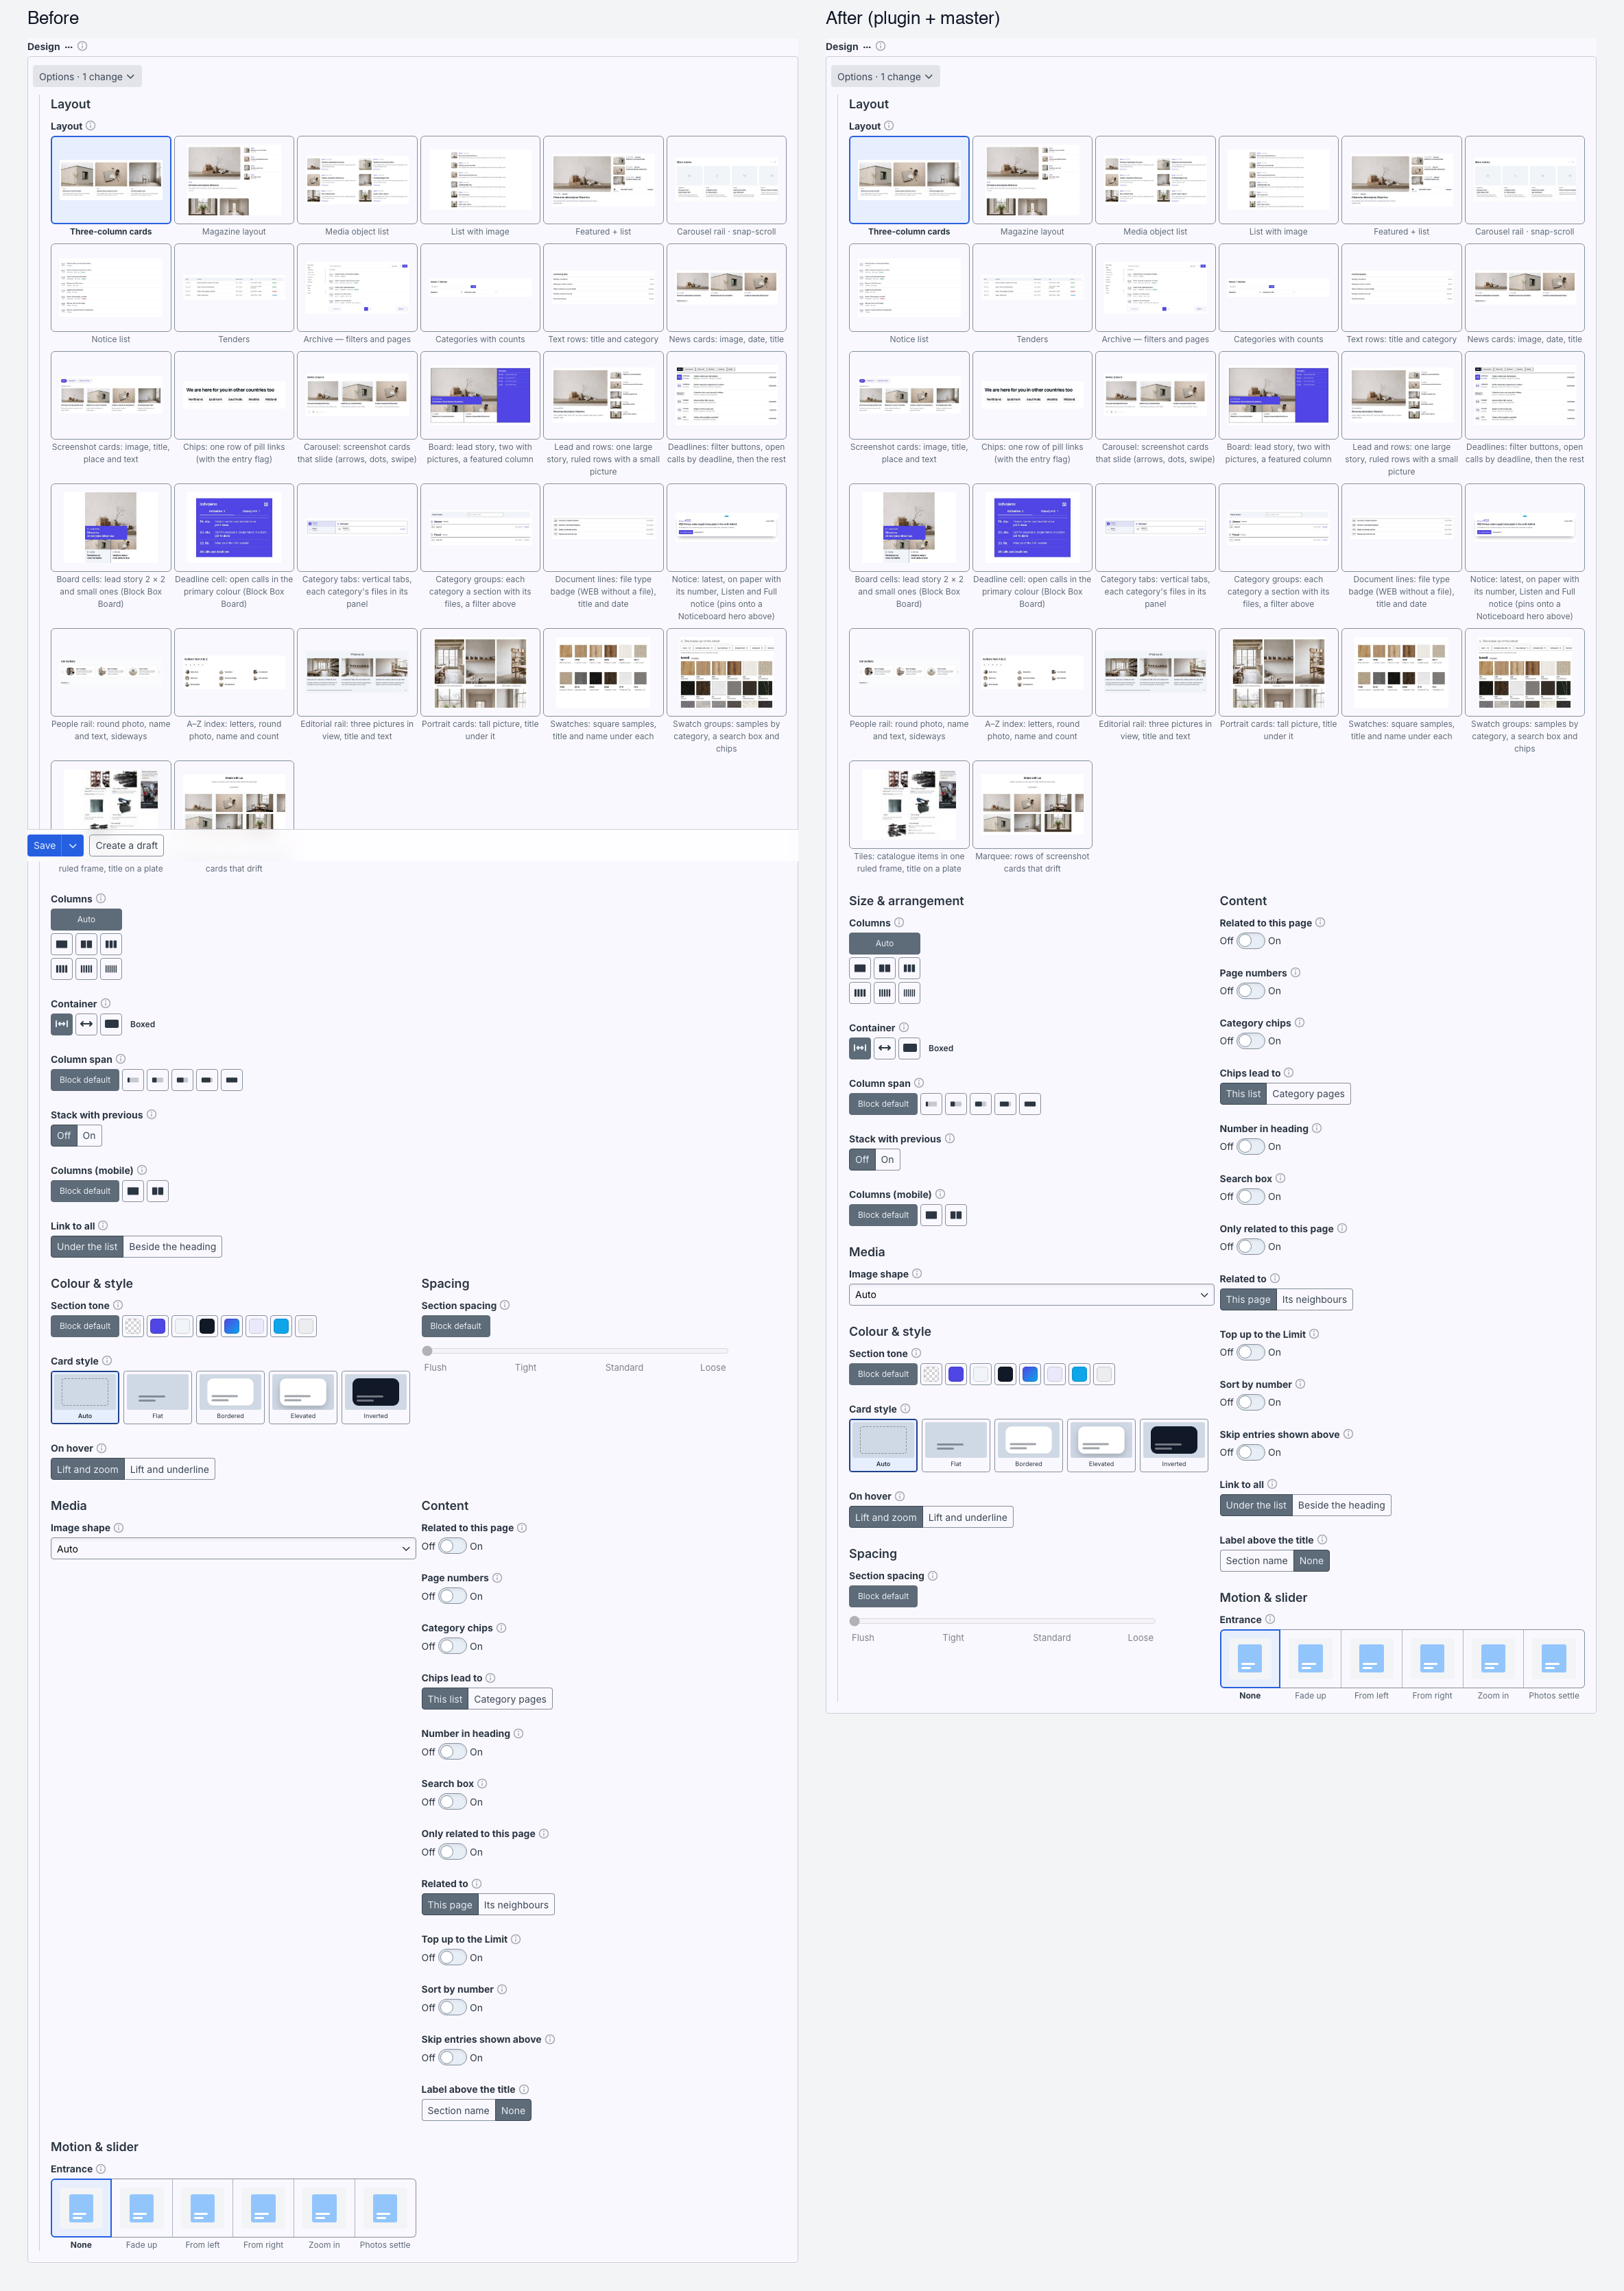 Before
Design ···
Options · 1 change
Layout
Layout
Three-column cards
Magazine layout
Media object list
List with image
Featured + list
Carousel rail · snap-scroll
Notice list
Tenders
Archive — filters and pages
Categories with counts
Text rows: title and category
News cards: image, date, title
We are here for you in other countries too
Screenshot cards: image, title,
place and text
Chips: one row of pill links
(with the entry flag)
Carousel: screenshot cards
that slide (arrows, dots, swipe)
Board: lead story, two with
pictures, a featured column
Lead and rows: one large
story, ruled rows with a small
picture
Deadlines: filter buttons, open
calls by deadline, then the rest
Board cells: lead story 2 × 2
and small ones (Block Box
Board)
Deadline cell: open calls in the
primary colour (Block Box
Board)
Category tabs: vertical tabs,
each category's files in its
panel
Category groups: each
category a section with its
files, a filter above
Document lines: file type
badge (WEB without a file),
title and date
Notice: latest, on paper with
its number, Listen and Full
notice (pins onto a
Noticeboard hero above)
People rail: round photo, name
and text, sideways
A–Z index: letters, round
photo, name and count
Editorial rail: three pictures in
view, title and text
Portrait cards: tall picture, title
under it
Swatches: square samples,
title and name under each
Swatch groups: samples by
category, a search box and
chips
Save
Create a draft
ruled frame, title on a plate
cards that drift
Columns
Auto
Container
Boxed
Column span
Block default
Stack with previous
Off On
Columns (mobile)
Block default
Link to all
Under the list Beside the heading
Colour & style
Section tone
Block default
Card style
Auto Flat Bordered Elevated Inverted
On hover
Lift and zoom Lift and underline
Spacing
Section spacing
Block default
Flush Tight Standard Loose
Media
Image shape
Auto
Content
Related to this page
Off On
Page numbers
Off On
Category chips
Off On
Chips lead to
This list Category pages
Number in heading
Off On
Search box
Off On
Only related to this page
Off On
Related to
This page Its neighbours
Top up to the Limit
Off On
Sort by number
Off On
Skip entries shown above
Off On
Label above the title
Section name None
Motion & slider
Entrance
None Fade up From left From right Zoom in Photos settle
After (plugin + master)
Design ···
Options · 1 change
Layout
Layout
Three-column cards
Magazine layout
Media object list
List with image
Featured + list
Carousel rail · snap-scroll
Notice list
Tenders
Archive — filters and pages
Categories with counts
Text rows: title and category
News cards: image, date, title
We are here for you in other countries too
Screenshot cards: image, title,
place and text
Chips: one row of pill links
(with the entry flag)
Carousel: screenshot cards
that slide (arrows, dots, swipe)
Board: lead story, two with
pictures, a featured column
Lead and rows: one large
story, ruled rows with a small
picture
Deadlines: filter buttons, open
calls by deadline, then the rest
Board cells: lead story 2 × 2
and small ones (Block Box
Board)
Deadline cell: open calls in the
primary colour (Block Box
Board)
Category tabs: vertical tabs,
each category's files in its
panel
Category groups: each
category a section with its
files, a filter above
Document lines: file type
badge (WEB without a file),
title and date
Notice: latest, on paper with
its number, Listen and Full
notice (pins onto a
Noticeboard hero above)
People rail: round photo, name
and text, sideways
A–Z index: letters, round
photo, name and count
Editorial rail: three pictures in
view, title and text
Portrait cards: tall picture, title
under it
Swatches: square samples,
title and name under each
Swatch groups: samples by
category, a search box and
chips
Tiles: catalogue items in one
ruled frame, title on a plate
Marquee: rows of screenshot
cards that drift
Size & arrangement
Columns
Auto
Container
Boxed
Column span
Block default
Stack with previous
Off On
Columns (mobile)
Block default
Media
Image shape
Auto
Colour & style
Section tone
Block default
Card style
Auto Flat Bordered Elevated Inverted
On hover
Lift and zoom Lift and underline
Spacing
Section spacing
Block default
Flush Tight Standard Loose
Content
Related to this page
Off On
Page numbers
Off On
Category chips
Off On
Chips lead to
This list Category pages
Number in heading
Off On
Search box
Off On
Only related to this page
Off On
Related to
This page Its neighbours
Top up to the Limit
Off On
Sort by number
Off On
Skip entries shown above
Off On
Link to all
Under the list Beside the heading
Label above the title
Section name None
Motion & slider
Entrance
None Fade up From left From right Zoom in Photos settle